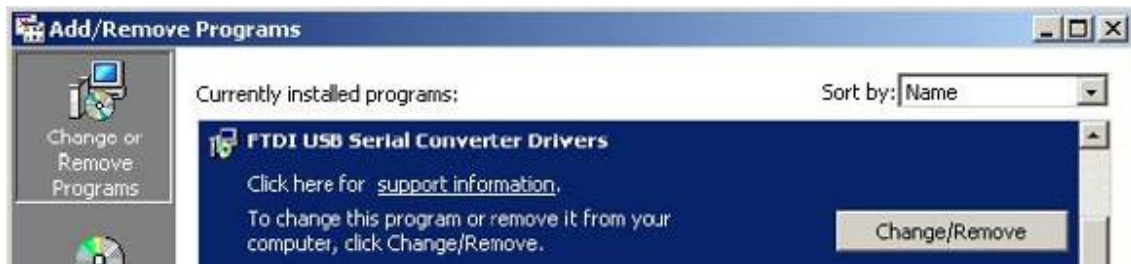 Add/Remove Programs
Change or
Remove
Programs
Currently installed programs:
Sort by: Name
FTDI USB Serial Converter Drivers
Click here for support information.
To change this program or remove it from your
computer, click Change/Remove.
Change/Remove